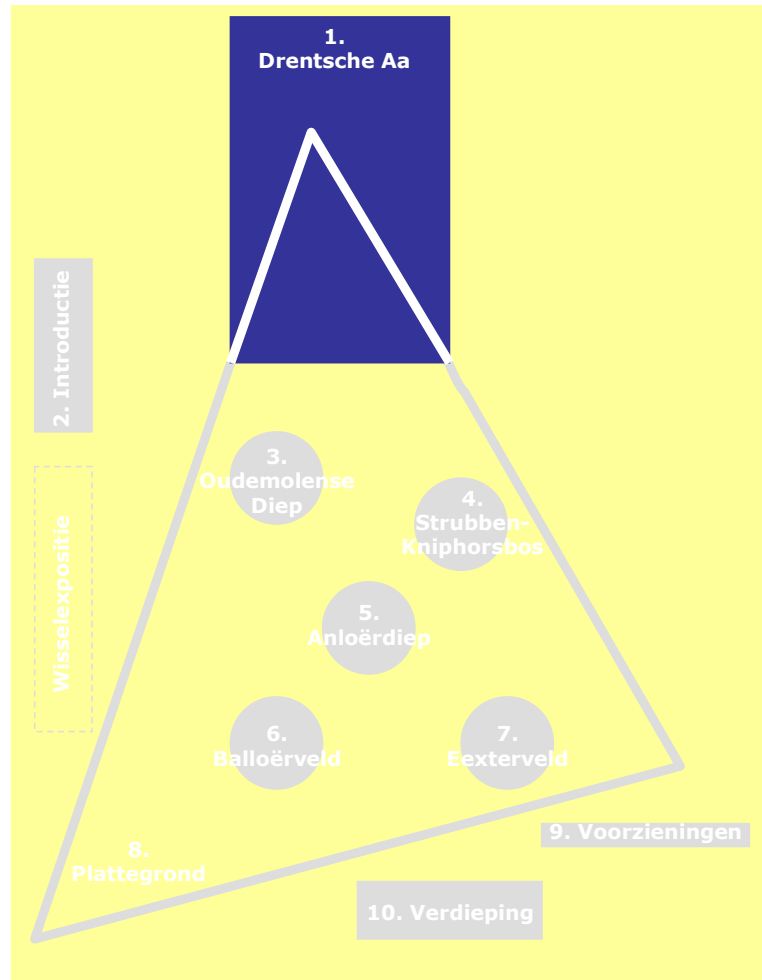 1.
Drentsche Aa
2. Introductie
3.
Oudemolense
Diep
4.
Strubben-
Kniphorsbos
Wisselexpositie
5.
Anloërdiep
6.
Balloërveld
7.
Eexterveld
8.
Plattegrond
9. Voorzieningen
10. Verdieping